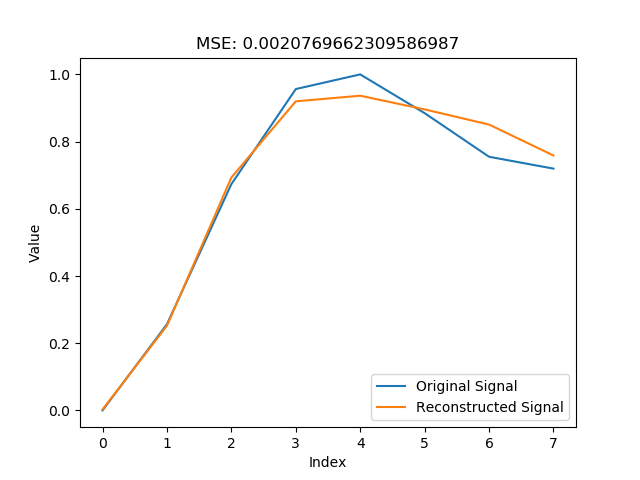 MSE: 0.0020769662309586987
1.0
0.8
0.6
0.4
0.2
0.0
Value
Original Signal
Reconstructed Signal
0 1 2 3 4 5 6 7
Index